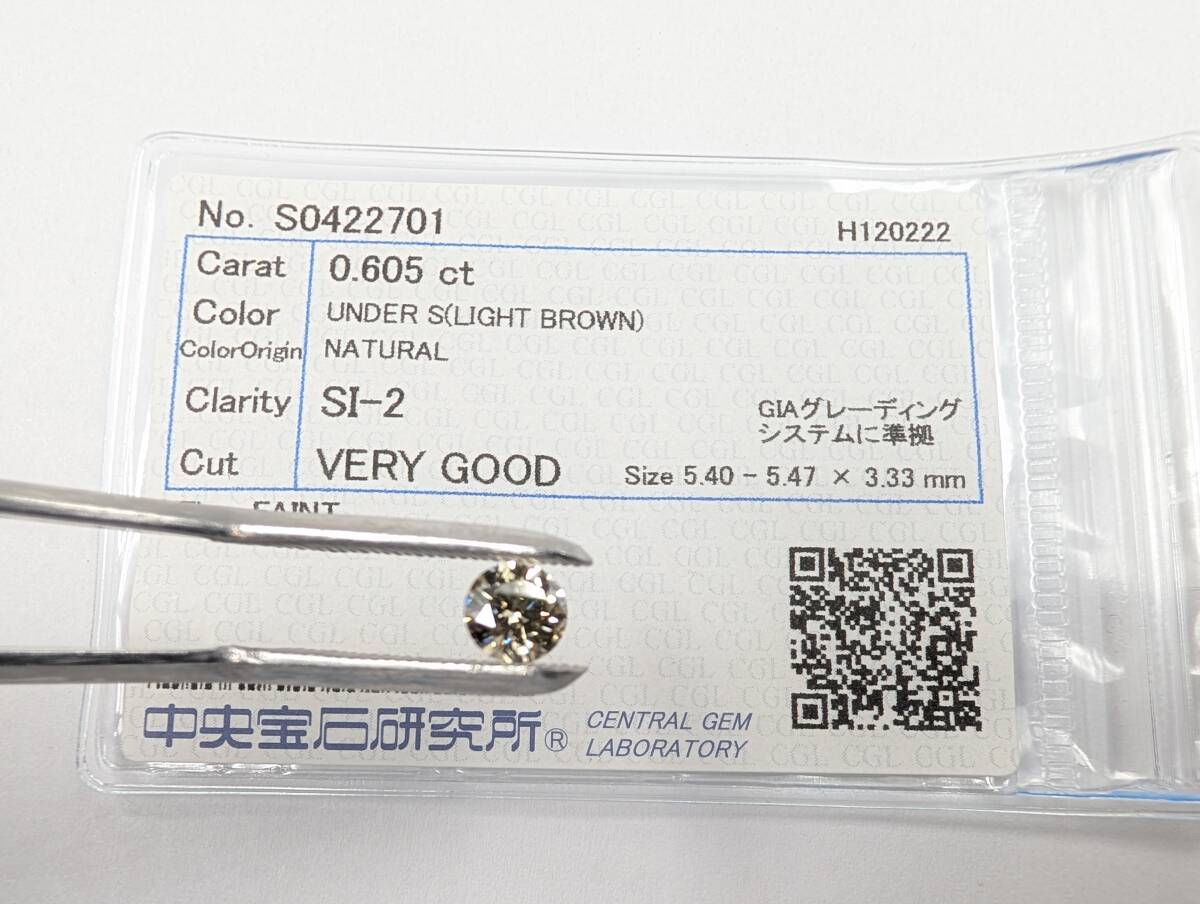 No. S0422701
H120222
Carat 0.605 ct
Color UNDER S(LIGHT BROWN)
ColorOrigin NATURAL
Clarity SI-2
GIAグレーディング
システムに準拠
Cut VERY GOOD Size 5.40 - 5.47 × 3.33 mm
FAINT
中央宝石研究所® CENTRAL GEM
LABORATORY